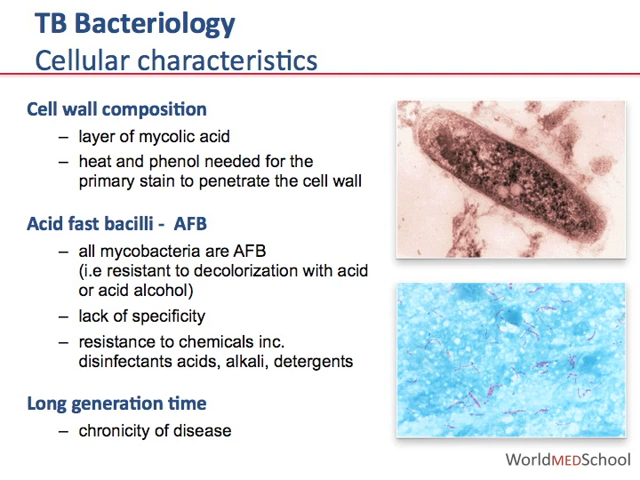 TB Bacteriology
Cellular characteristics
Cell wall composition
– layer of mycolic acid
– heat and phenol needed for the
primary stain to penetrate the cell wall
Acid fast bacilli - AFB
– all mycobacteria are AFB
(i.e resistant to decolorization with acid
or acid alcohol)
– lack of specificity
– resistance to chemicals inc.
disinfectants acids, alkali, detergents
Long generation time
– chronicity of disease
WorldMEDSchool